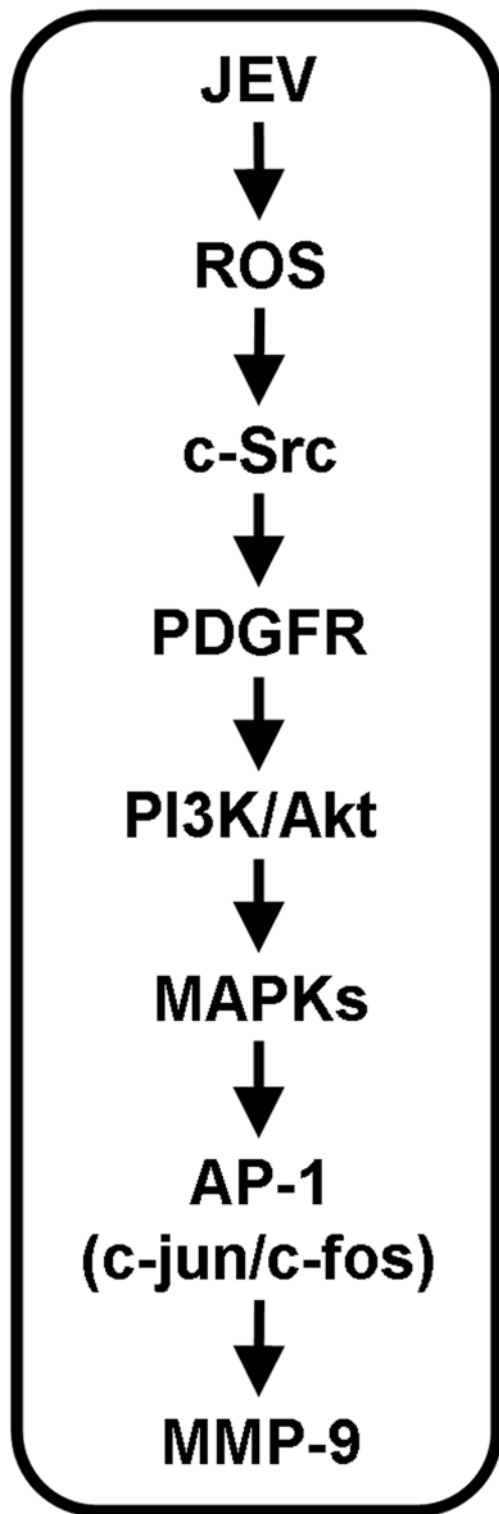 JEV
ROS
c-Src
PDGFR
PI3K/Akt
MAPKs
AP-1
(c-jun/c-fos)
MMP-9